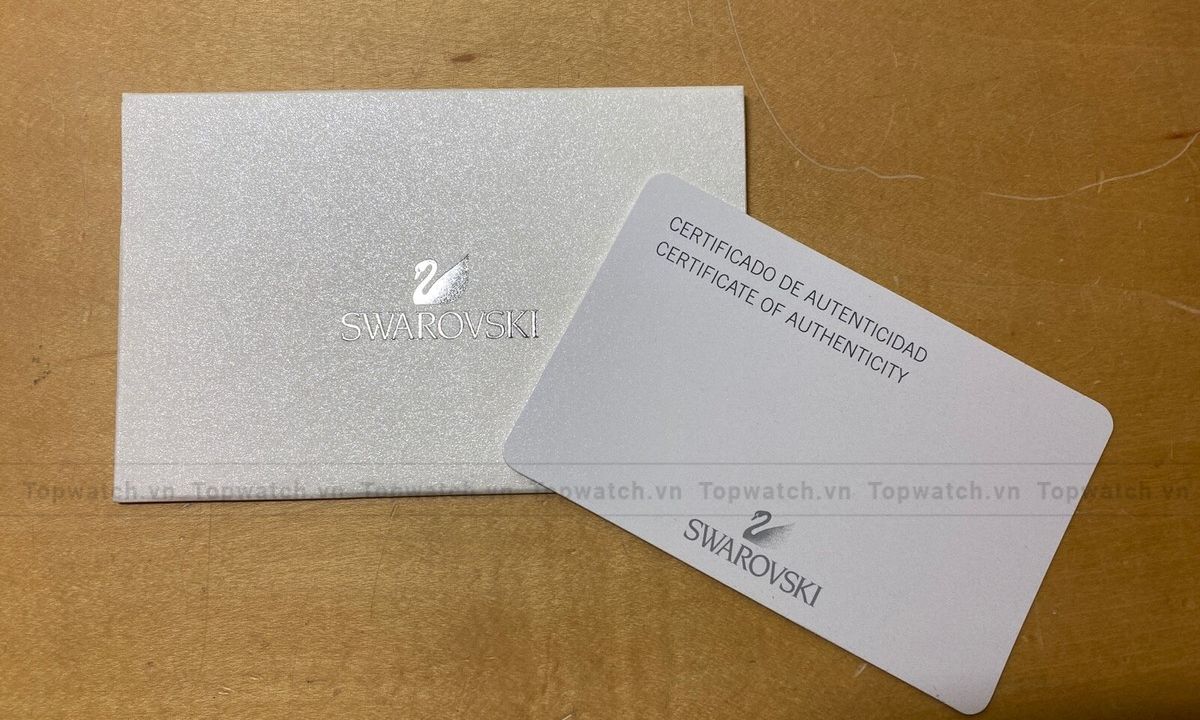 SWAROVSKI
CERTIFICADO DE AUTENTICIDAD
CERTIFICATE OF AUTHENTICITY
Topwatch.vn Topwatch.vn Topwatch.vn Topwatch.vn Topwatch.vn Topwatch.vn Topwatch.vn
SWAROVSKI